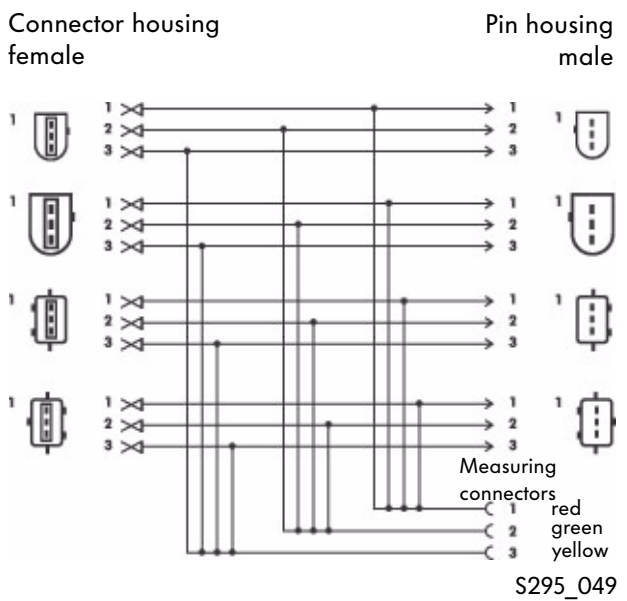 Connector housing
female
Pin housing
male
1 1 1 1
2 2
3 3
1 1 1 1
2 2
3 3
1 1 1 1
2 2
3 3
1 1 1 1
2 2
3 3
Measuring
connectors
1 red
2 green
3 yellow
S295_049